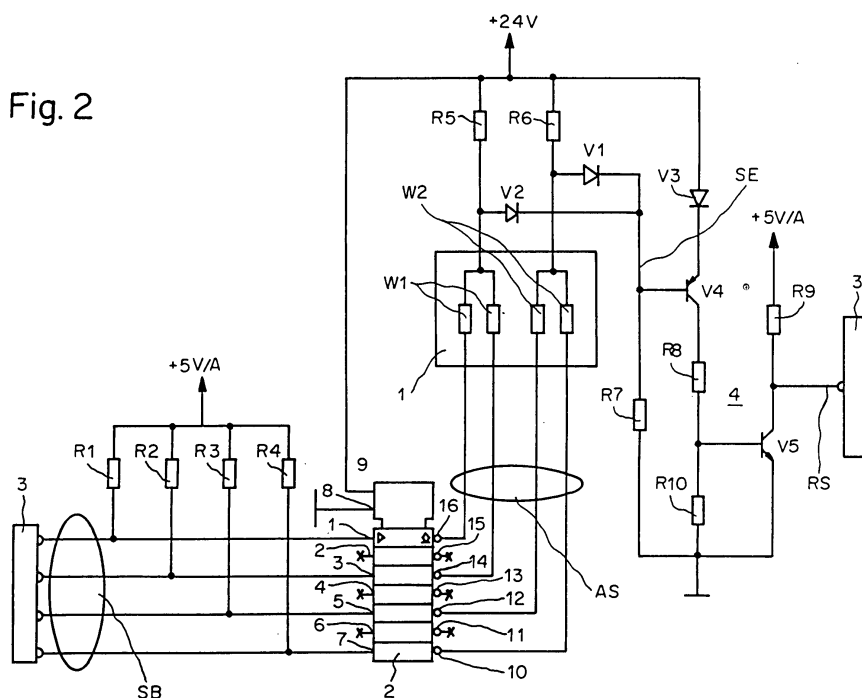 Fig. 2
+24V
R5
R6
V1
V2
W2
V3
SE
+5V/A
W1
V4
R9
3
1
R8
4
R7
+5V/A
V5
RS
R1
R2
R3
R4
9
R10
3
8
AS
1
16
2
15
3
14
4
13
5
12
6
11
7
10
SB
2